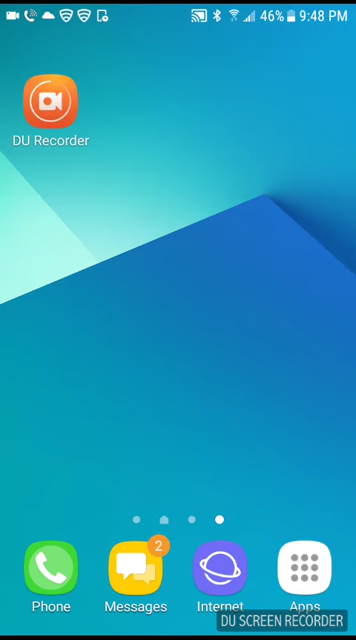 46% 9:48 PM
DU Recorder
2
Phone
Messages
Internet
Apps
DU SCREEN RECORDER